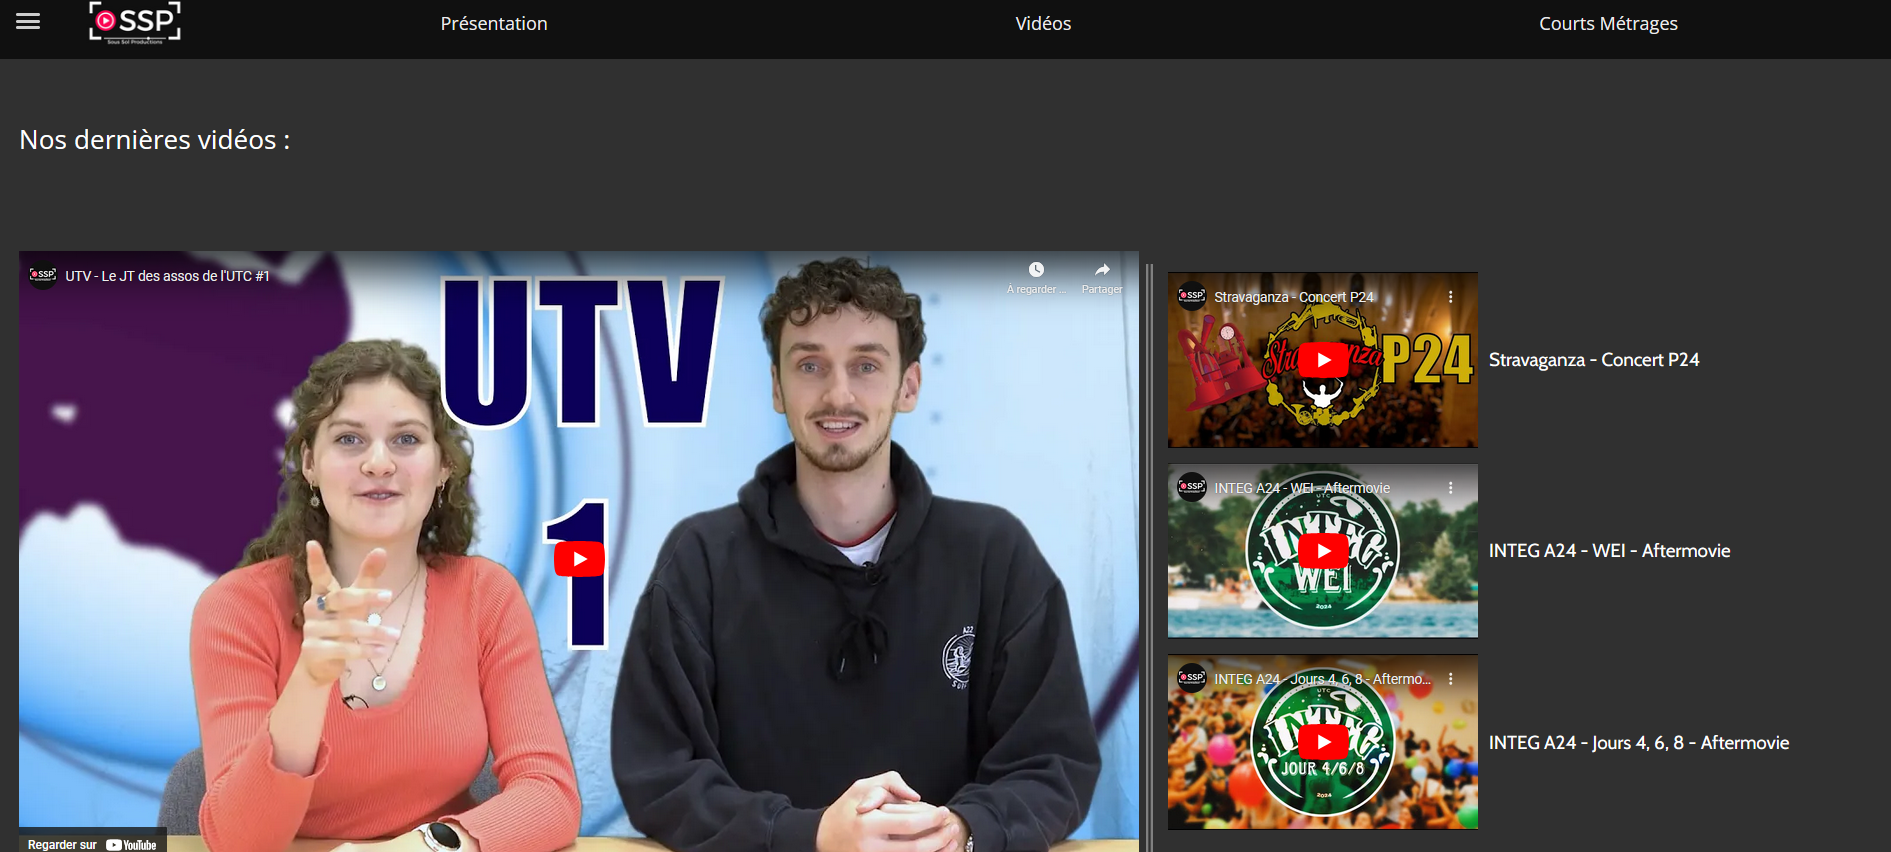 SSP
Sous Sol Productions
Présentation
Vidéos
Courts Métrages
Nos dernières vidéos :
SSP
UTV - Le JT des assos de l'UTC #1
À regarder ...
Partager
UTV
1
A22
Regarder sur YouTube
SSP
Stravaganza - Concert P24
P24
Stravaganza - Concert P24
SSP
INTEG A24 - WEI - Aftermovie
UTC
INTEG
WEI
2024
INTEG A24 - WEI - Aftermovie
SSP
INTEG A24 - Jours 4, 6, 8 - Aftermo...
UTC
INTEG
JOUR 4/6/8
2024
INTEG A24 - Jours 4, 6, 8 - Aftermovie